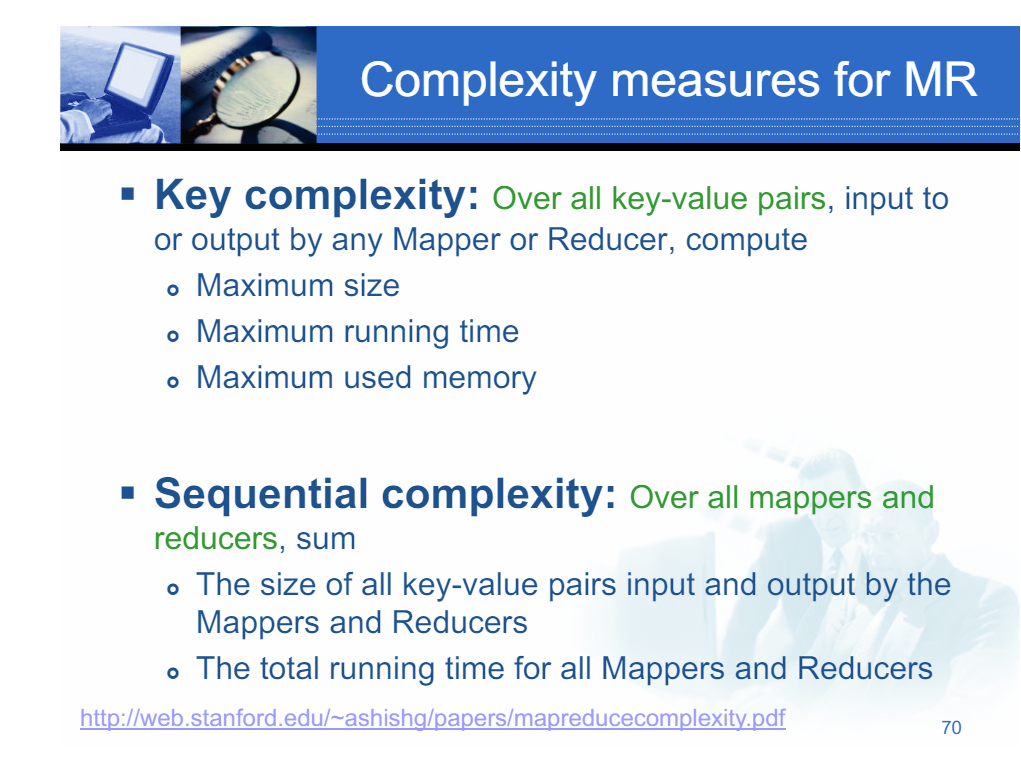 Complexity measures for MR
▪ Key complexity: Over all key-value pairs, input to
or output by any Mapper or Reducer, compute
o Maximum size
o Maximum running time
o Maximum used memory
▪ Sequential complexity: Over all mappers and
reducers, sum
o The size of all key-value pairs input and output by the
Mappers and Reducers
o The total running time for all Mappers and Reducers
http://web.stanford.edu/~ashishg/papers/mapreducecomplexity.pdf
70